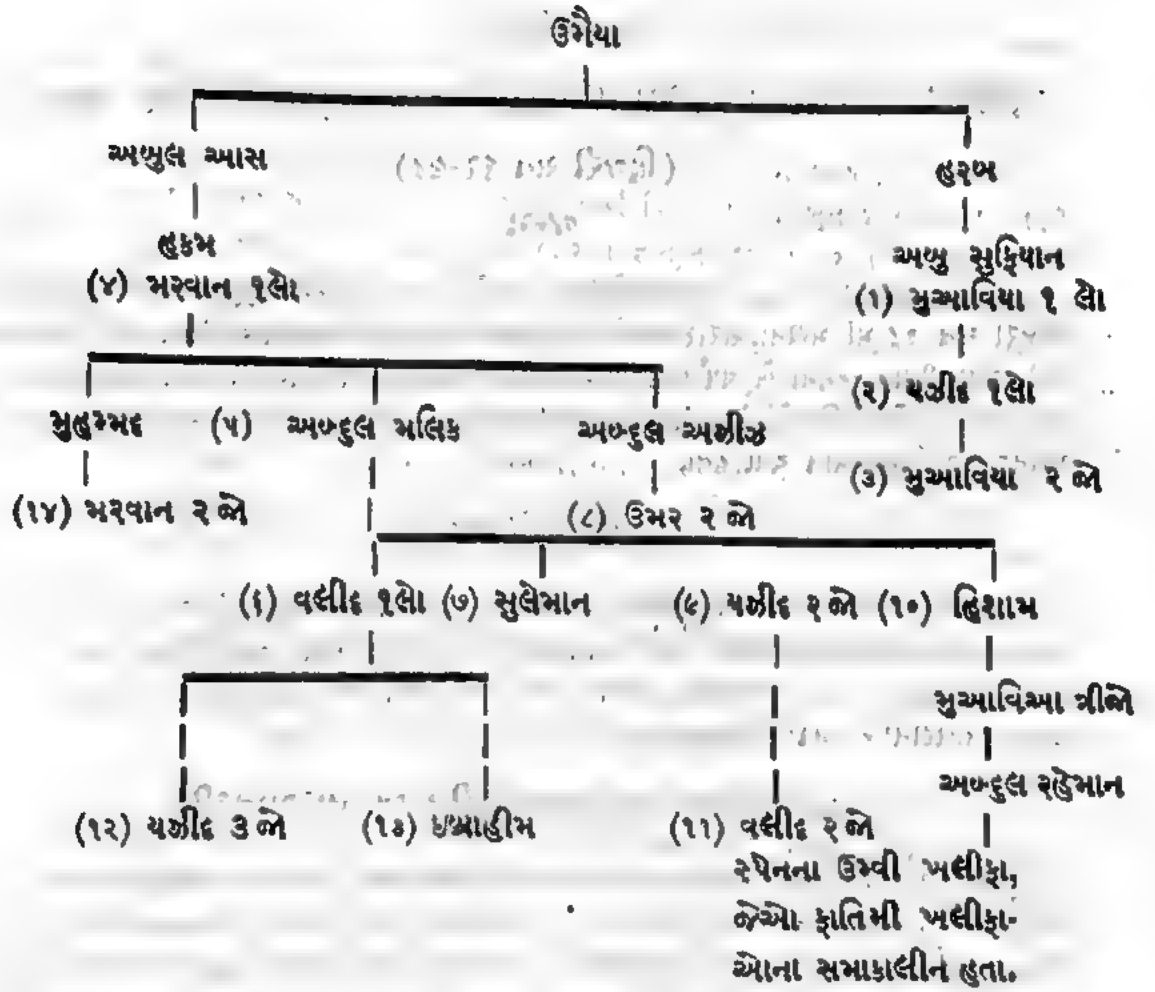 ઉમૈયા
અબુલ આસ
હરબ
હકમ
અબુ સુફિયાન
(૪) મરવાન ૧લો
(૧) મુઆવિયા ૧ લો
(૨) યઝીદ ૧લો
મુહમ્મદ (૫) અબ્દુલ મલિક અબ્દુલ અઝીઝ
(૩) મુઆવિયા ૨ જો
(૧૪) મરવાન ૨ જો (૮) ઉમર ૨ જો
(૬) વલીદ ૧લો (૭) સુલેમાન (૯) યઝીદ ૨ જો (૧૦) હિશામ
મુઆવિઆ ત્રીજો
અબ્દુલ રહેમાન
(૧૨) યઝીદ ૩ જો (૧૩) ઇબ્રાહીમ (૧૧) વલીદ ૨ જો
સ્પેનના ઉમ્વી ખલીફા,
જેઓ ફાતિમી ખલીફા-
ઓના સમાકાલીન હતા.